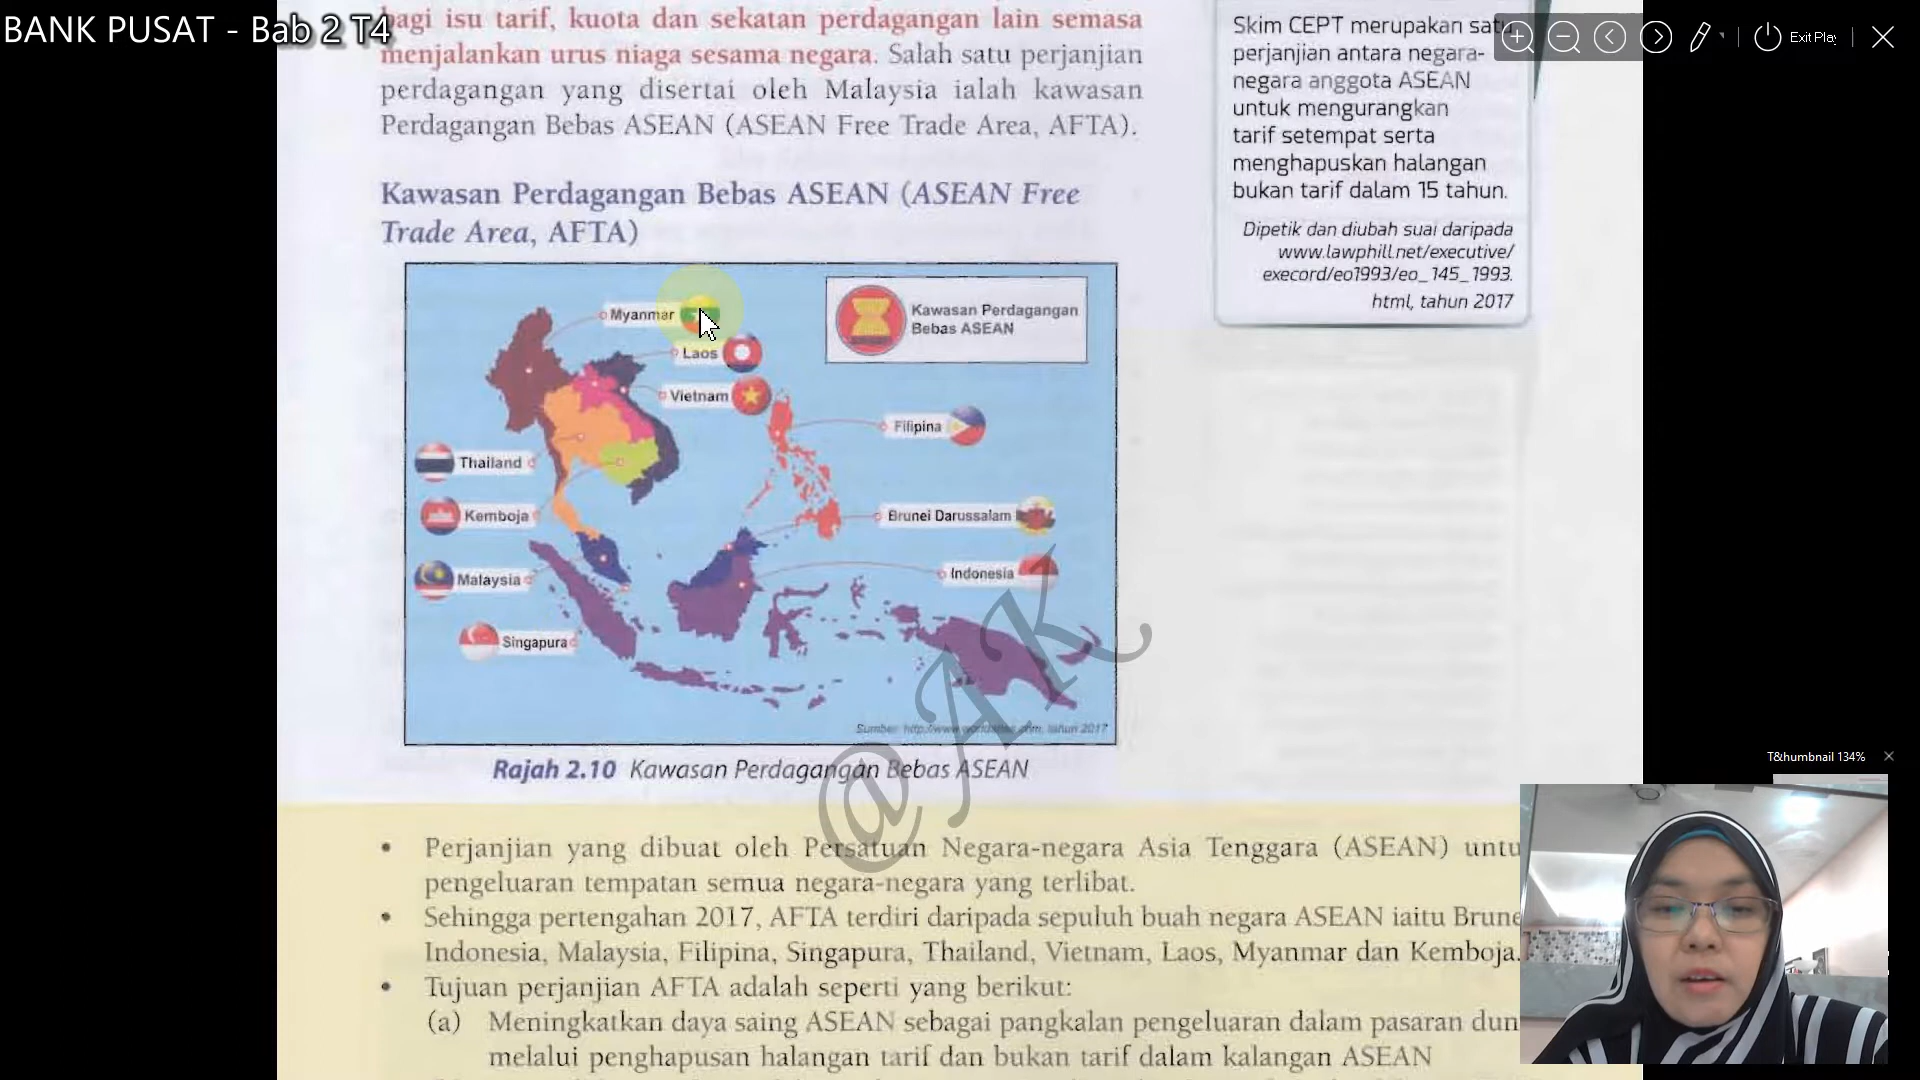 BANK PUSAT - Bab 2 T4
bagi isu tarif, kuota dan sekatan perdagangan lain semasa
menjalankan urus niaga sesama negara. Salah satu perjanjian
perdagangan yang disertai oleh Malaysia ialah kawasan
Perdagangan Bebas ASEAN (ASEAN Free Trade Area, AFTA).
Skim CEPT merupakan satu
perjanjian antara negara-
negara anggota ASEAN
untuk mengurangkan
tarif setempat serta
menghapuskan halangan
bukan tarif dalam 15 tahun.
Dipetik dan diubah suai daripada
www.lawphill.net/executive/
execord/eo1993/eo_145_1993.
html, tahun 2017
Exit Play
Kawasan Perdagangan Bebas ASEAN (ASEAN Free
Trade Area, AFTA)
Kawasan Perdagangan
Bebas ASEAN
Myanmar
Laos
Vietnam
Filipina
Thailand
Kemboja
Brunei Darussalam
Malaysia
Indonesia
Singapura
tahun 2017
Rajah 2.10 Kawasan Perdagangan Bebas ASEAN
@AK
T&humbnail 134%
• Perjanjian yang dibuat oleh Persatuan Negara-negara Asia Tenggara (ASEAN) untu
pengeluaran tempatan semua negara-negara yang terlibat.
• Sehingga pertengahan 2017, AFTA terdiri daripada sepuluh buah negara ASEAN iaitu Brune
Indonesia, Malaysia, Filipina, Singapura, Thailand, Vietnam, Laos, Myanmar dan Kemboja.
• Tujuan perjanjian AFTA adalah seperti yang berikut:
(a) Meningkatkan daya saing ASEAN sebagai pangkalan pengeluaran dalam pasaran dun
melalui penghapusan halangan tarif dan bukan tarif dalam kalangan ASEAN